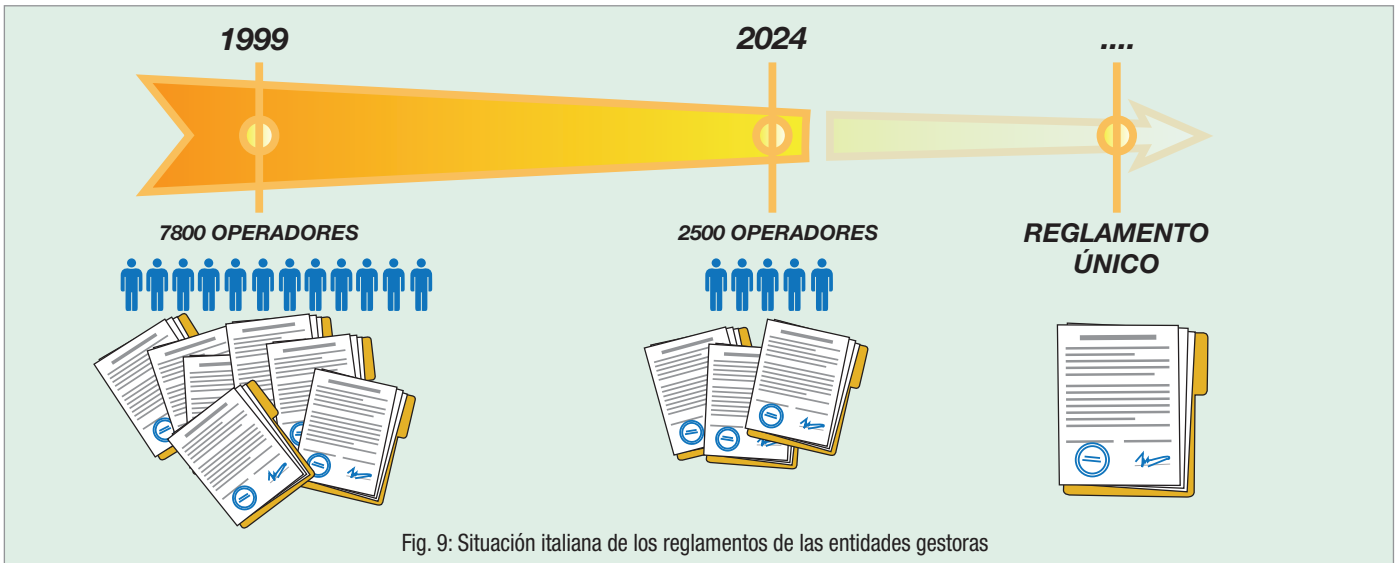 1999
2024
....
7800 OPERADORES
2500 OPERADORES
REGLAMENTO
ÚNICO
Fig. 9: Situación italiana de los reglamentos de las entidades gestoras